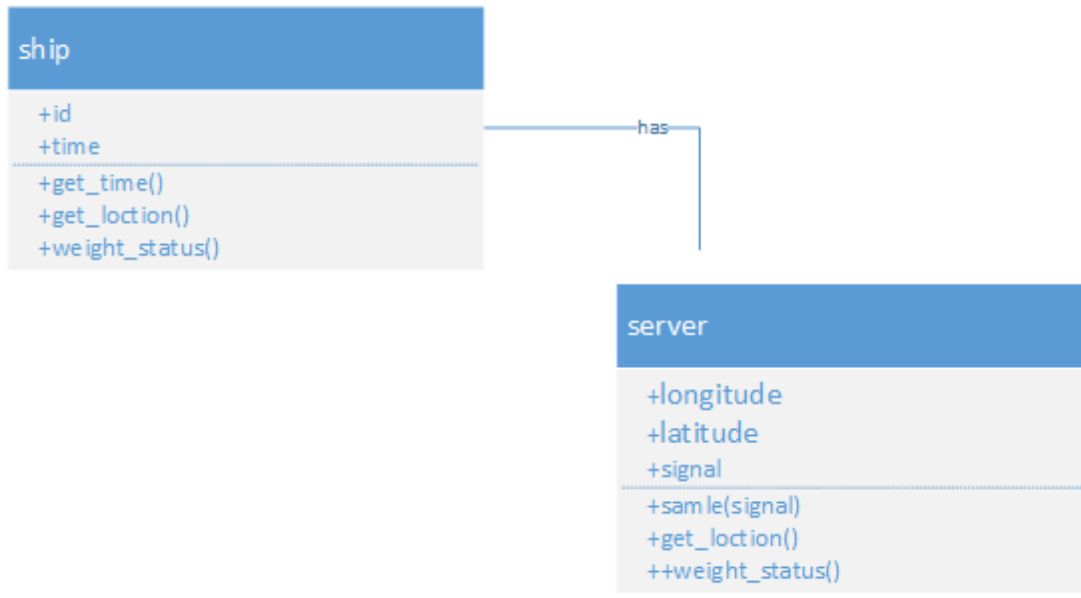 ship
+id
+time
+get_time()
+get_loction()
+weight_status()
has
server
+longitude
+latitude
+signal
+samle(signal)
+get_loction()
++weight_status()